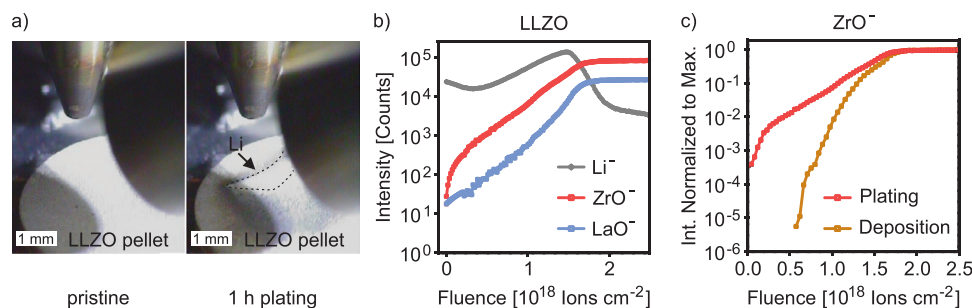 a)
Li
1 mm
LLZO pellet
1 mm
LLZO pellet
pristine
1 h plating
b)
LLZO
Intensity [Counts]
10⁵
10⁴
10³
10²
10¹
10⁰
Li⁻
ZrO⁻
LaO⁻
0
1
2
Fluence [10¹⁸ Ions cm⁻²]
c)
ZrO⁻
Int. Normalized to Max.
10⁰
10⁻¹
10⁻²
10⁻³
10⁻⁴
10⁻⁵
10⁻⁶
Plating
Deposition
0.0
0.5
1.0
1.5
2.0
2.5
Fluence [10¹⁸ Ions cm⁻²]